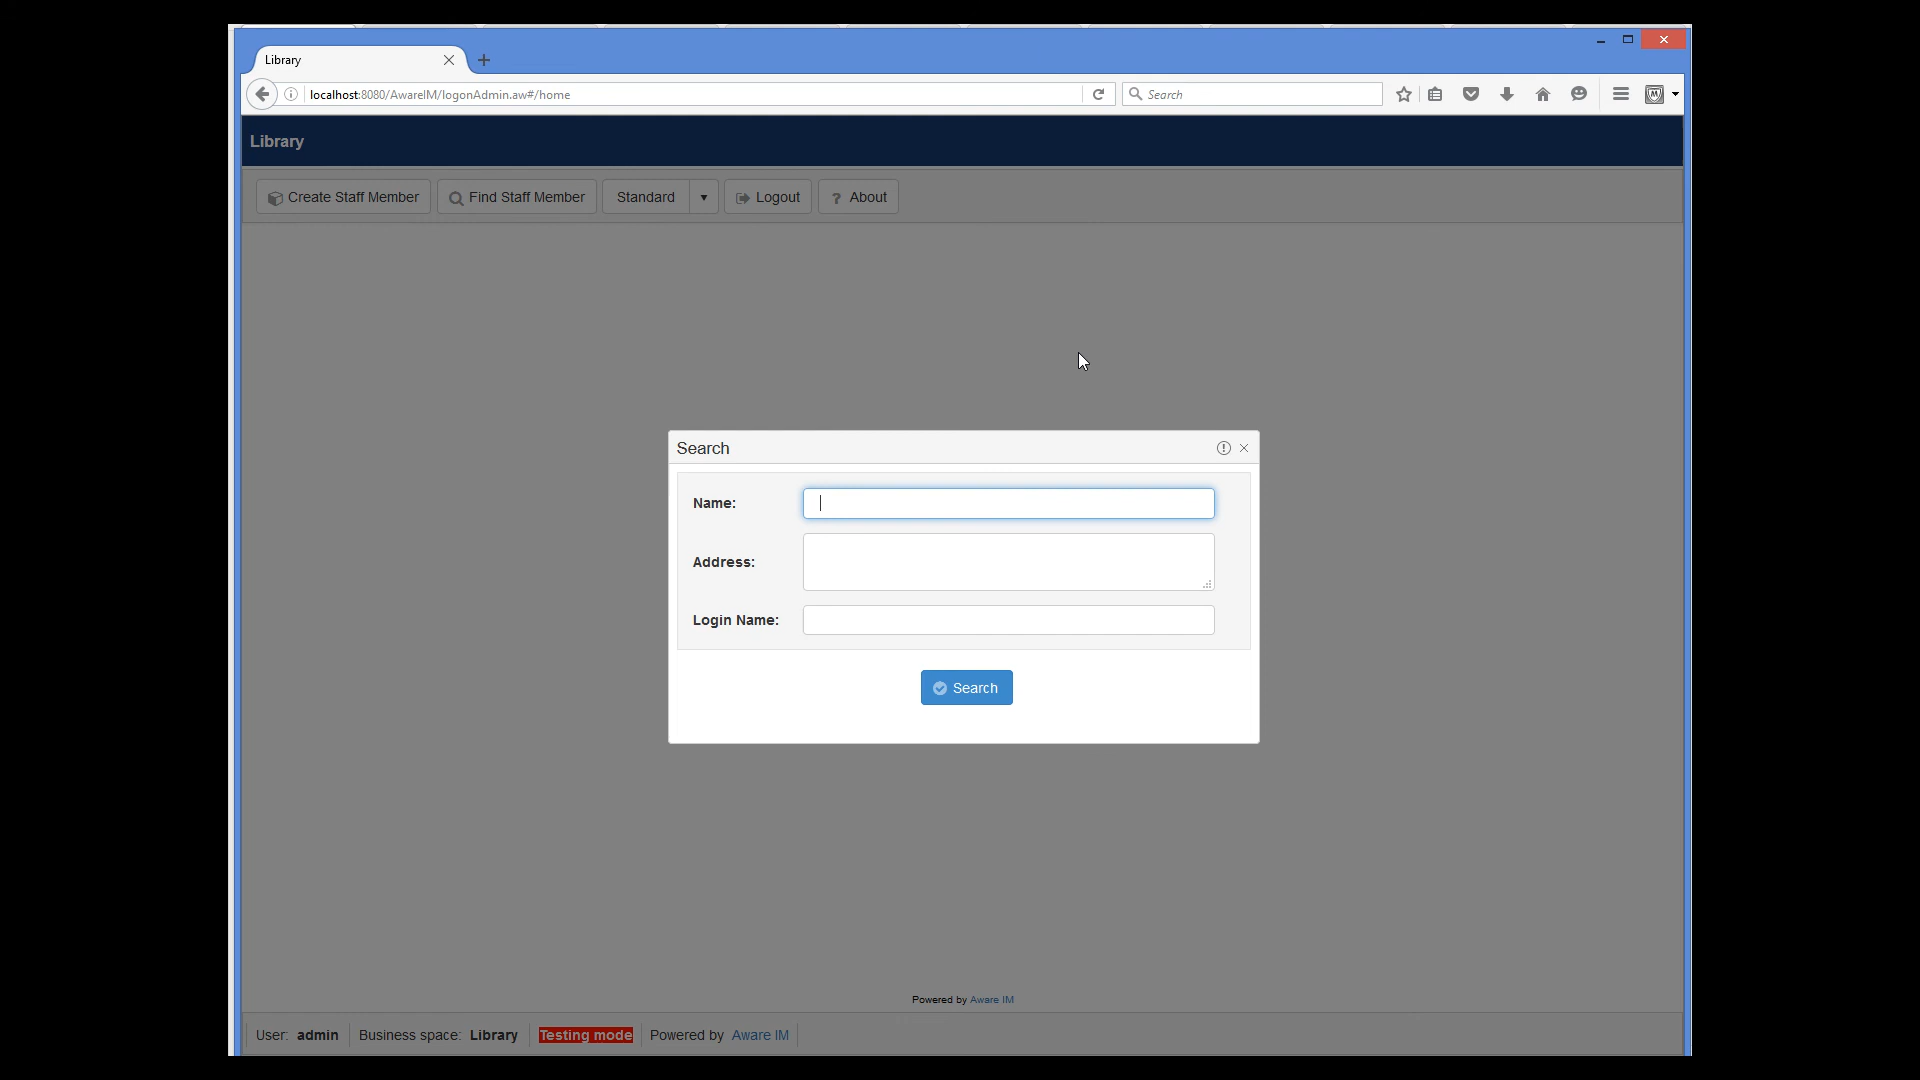 Library
localhost:8080/AwareIM/logonAdmin.aw#/home
Search
Library
Create Staff Member
Find Staff Member
Standard
Logout
? About
Search
Name:
Address:
Login Name:
Search
Powered by Aware IM
User: admin
Business space: Library
Testing mode
Powered by Aware IM